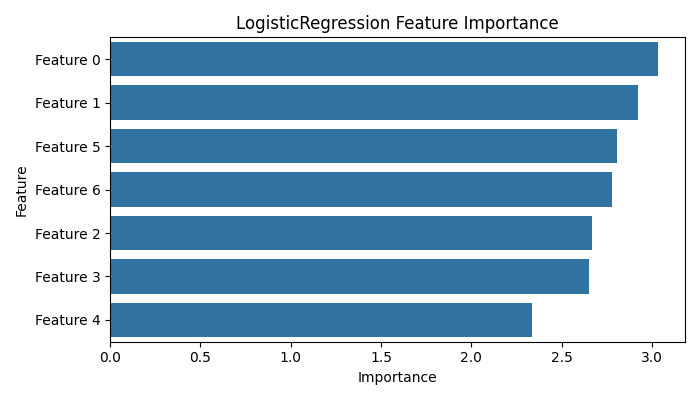 LogisticRegression Feature Importance
Feature 0
Feature 1
Feature 5
Feature 6
Feature 2
Feature 3
Feature 4
Feature
0.0 0.5 1.0 1.5 2.0 2.5 3.0
Importance